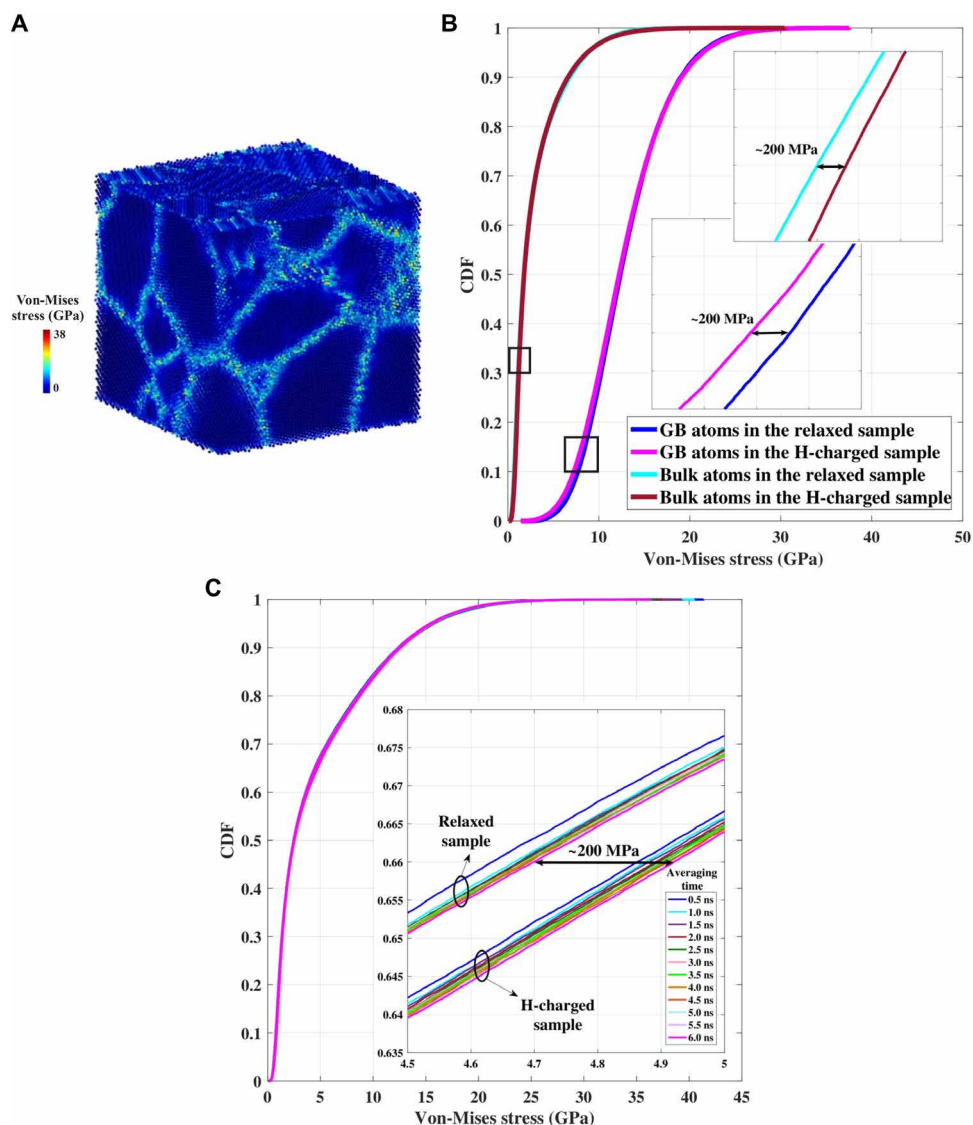 A
Von-Mises
stress (GPa)
38
0
B
1
0.9
0.8
0.7
0.6
0.5
0.4
0.3
0.2
0.1
0
CDF
~200 MPa
~200 MPa
GB atoms in the relaxed sample
GB atoms in the H-charged sample
Bulk atoms in the relaxed sample
Bulk atoms in the H-charged sample
0 10 20 30 40 50
Von-Mises stress (GPa)
C
1
0.9
0.8
0.7
0.6
0.5
0.4
0.3
0.2
0.1
0
CDF
0.68
0.675
0.67
0.665
0.66
0.655
0.65
0.645
0.64
0.635
Relaxed
sample
~200 MPa
H-charged
sample
Averaging
time
0.5 ns
1.0 ns
1.5 ns
2.0 ns
2.5 ns
3.0 ns
3.5 ns
4.0 ns
4.5 ns
5.0 ns
5.5 ns
6.0 ns
4.5 4.6 4.7 4.8 4.9 5
0 5 10 15 20 25 30 35 40 45
Von-Mises stress (GPa)